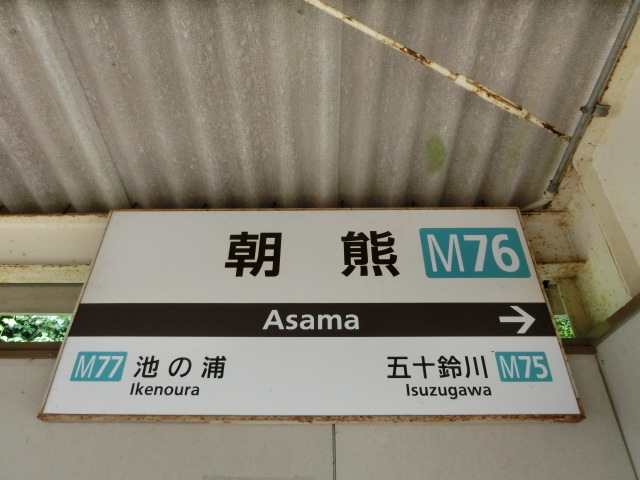 朝熊 M76
Asama
M77 池の浦
Ikenoura
五十鈴川 M75
Isuzugawa